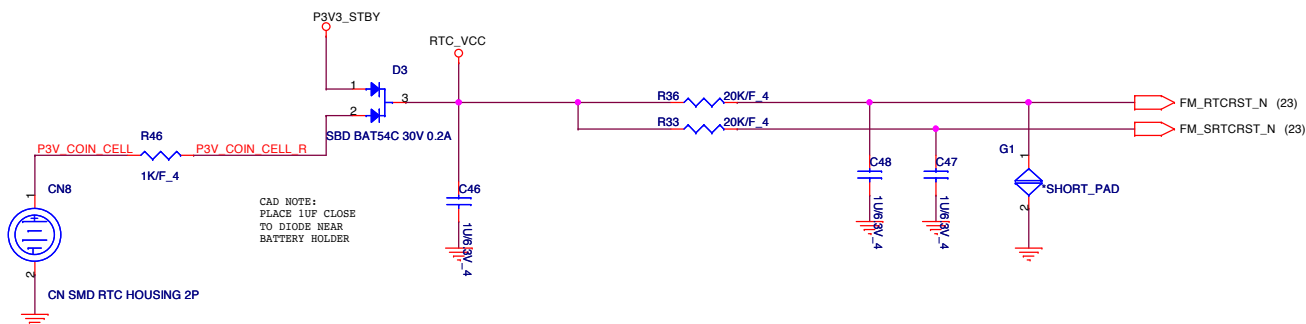 P3V3_STBY
RTC_VCC
D3
1
3
2
SBD BAT54C 30V 0.2A
R36
20K/F_4
R33
20K/F_4
FM_RTCRST_N (23)
FM_SRTCRST_N (23)
R46
P3V_COIN_CELL
P3V_COIN_CELL_R
1K/F_4
CN8
1
2
CN SMD RTC HOUSING 2P
CAD NOTE:
PLACE 1UF CLOSE
TO DIODE NEAR
BATTERY HOLDER
C46
1U/6.3V_4
C48
1U/6.3V_4
C47
1U/6.3V_4
G1
1
*SHORT_PAD
2